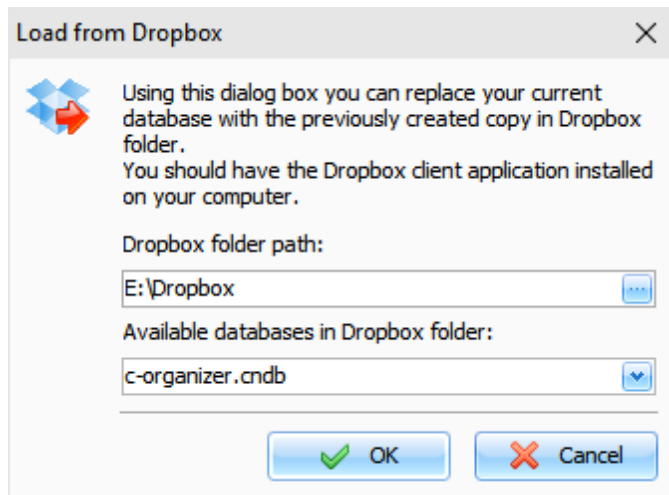 Load from Dropbox
Using this dialog box you can replace your current
database with the previously created copy in Dropbox
folder.
You should have the Dropbox client application installed
on your computer.
Dropbox folder path:
E:\Dropbox
Available databases in Dropbox folder:
c-organizer.cndb
OK
Cancel